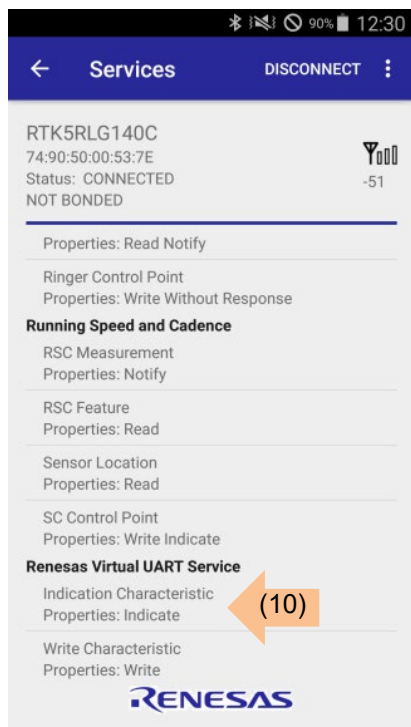 90% 12:30
Services DISCONNECT
RTK5RLG140C
74:90:50:00:53:7E
Status: CONNECTED
-51
NOT BONDED
Properties: Read Notify
Ringer Control Point
Properties: Write Without Response
Running Speed and Cadence
RSC Measurement
Properties: Notify
RSC Feature
Properties: Read
Sensor Location
Properties: Read
SC Control Point
Properties: Write Indicate
Renesas Virtual UART Service
Indication Characteristic
Properties: Indicate
(10)
Write Characteristic
Properties: Write
RENESAS